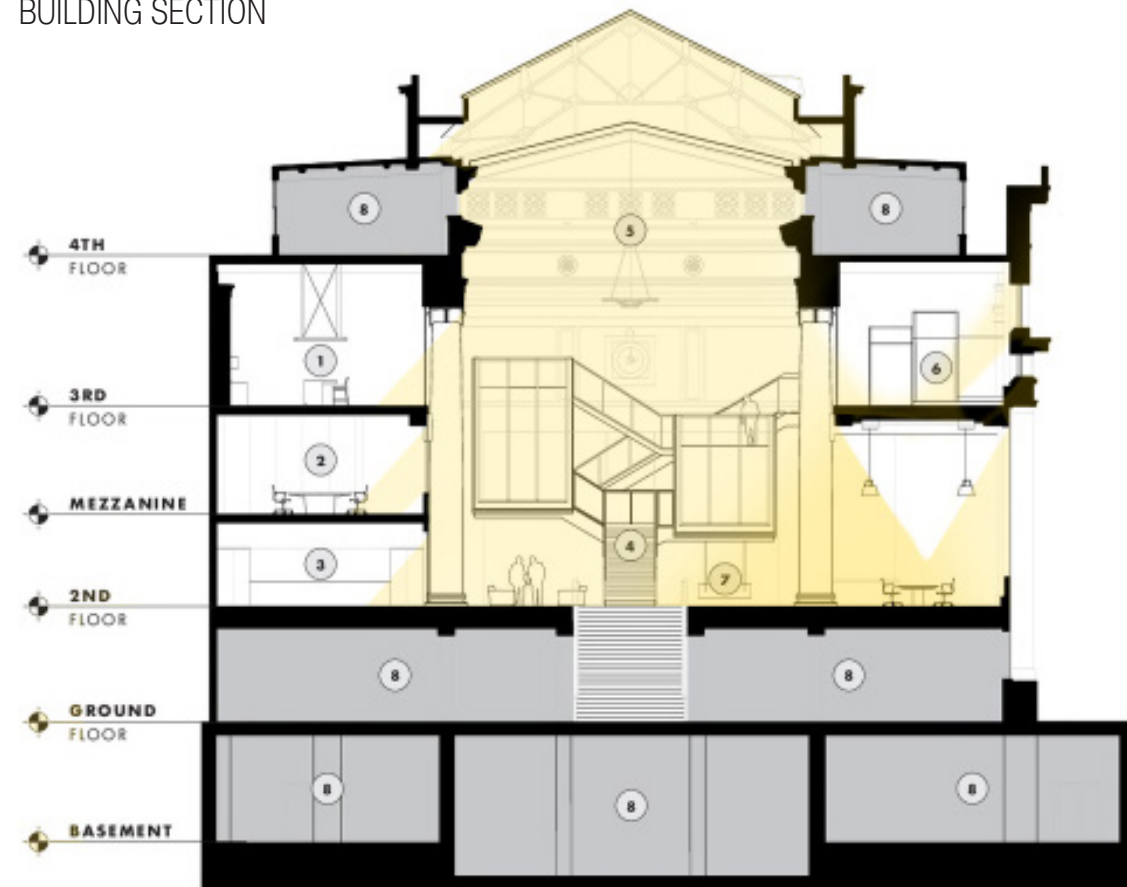 BUILDING SECTION
8
8
5
4TH
FLOOR
1
6
3RD
FLOOR
2
MEZZANINE
4
3
7
2ND
FLOOR
8
8
GROUND
FLOOR
8
8
8
BASEMENT